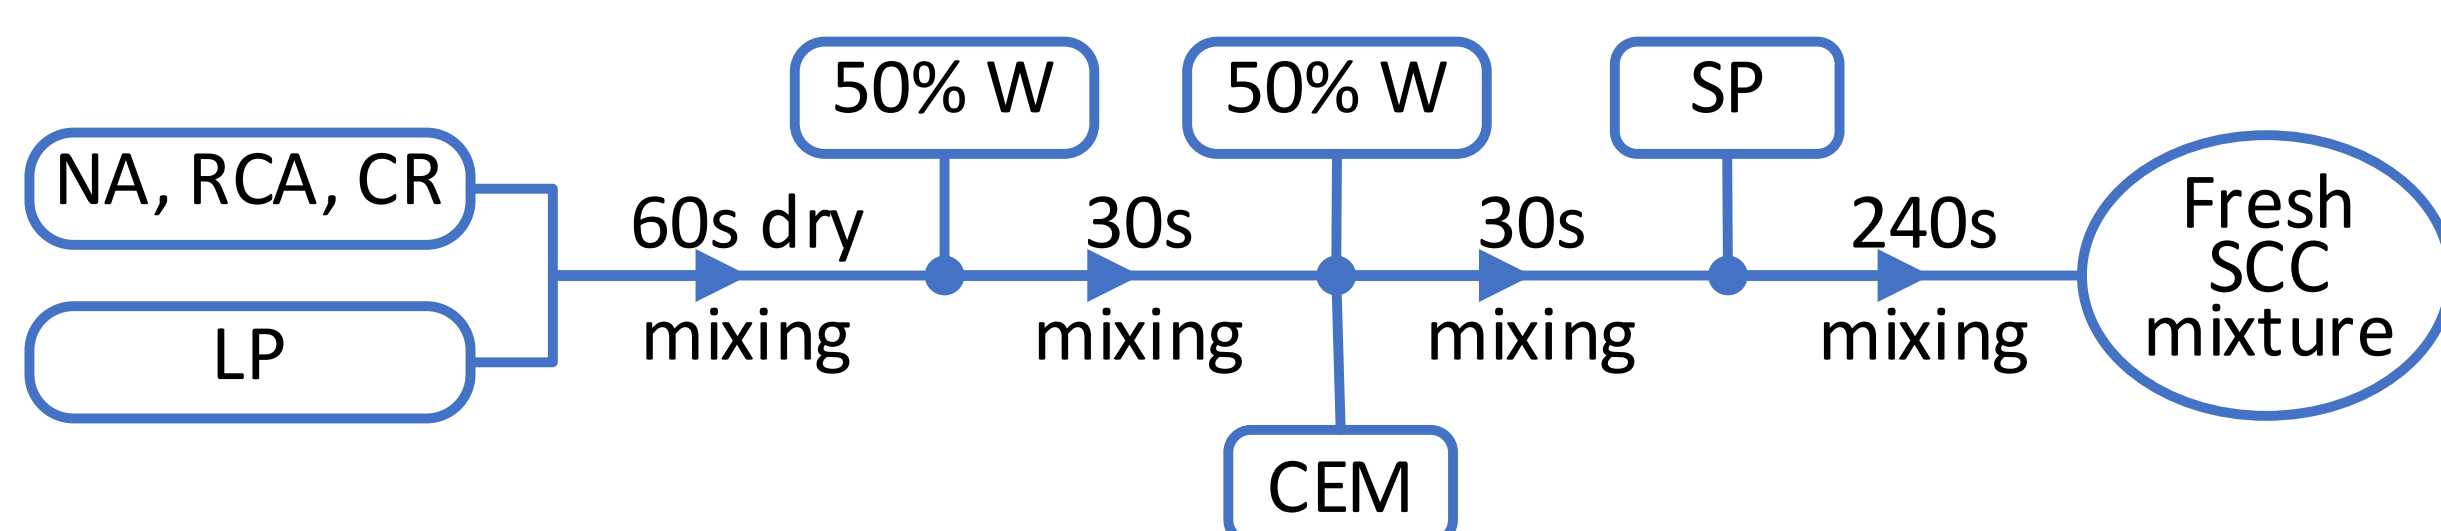 50% W
50% W
SP
NA, RCA, CR
LP
60s dry
mixing
30s
mixing
30s
mixing
240s
mixing
Fresh
SCC
mixture
CEM